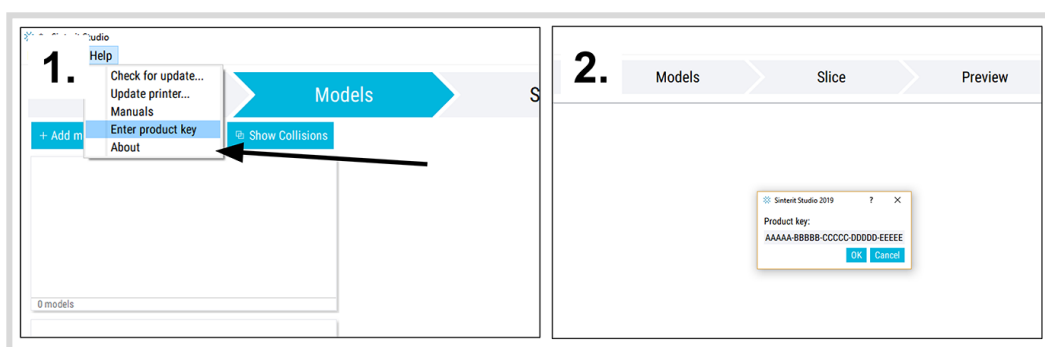 Studio
1.
Help
Check for update...
Update printer...
Manuals
Enter product key
About
Models
S
+ Add m
Show Collisions
0 models
2.
Models
Slice
Preview
Sinterit Studio 2019
?
X
Product key:
AAAAA-BBBBB-CCCCC-DDDDD-EEEEE
OK
Cancel